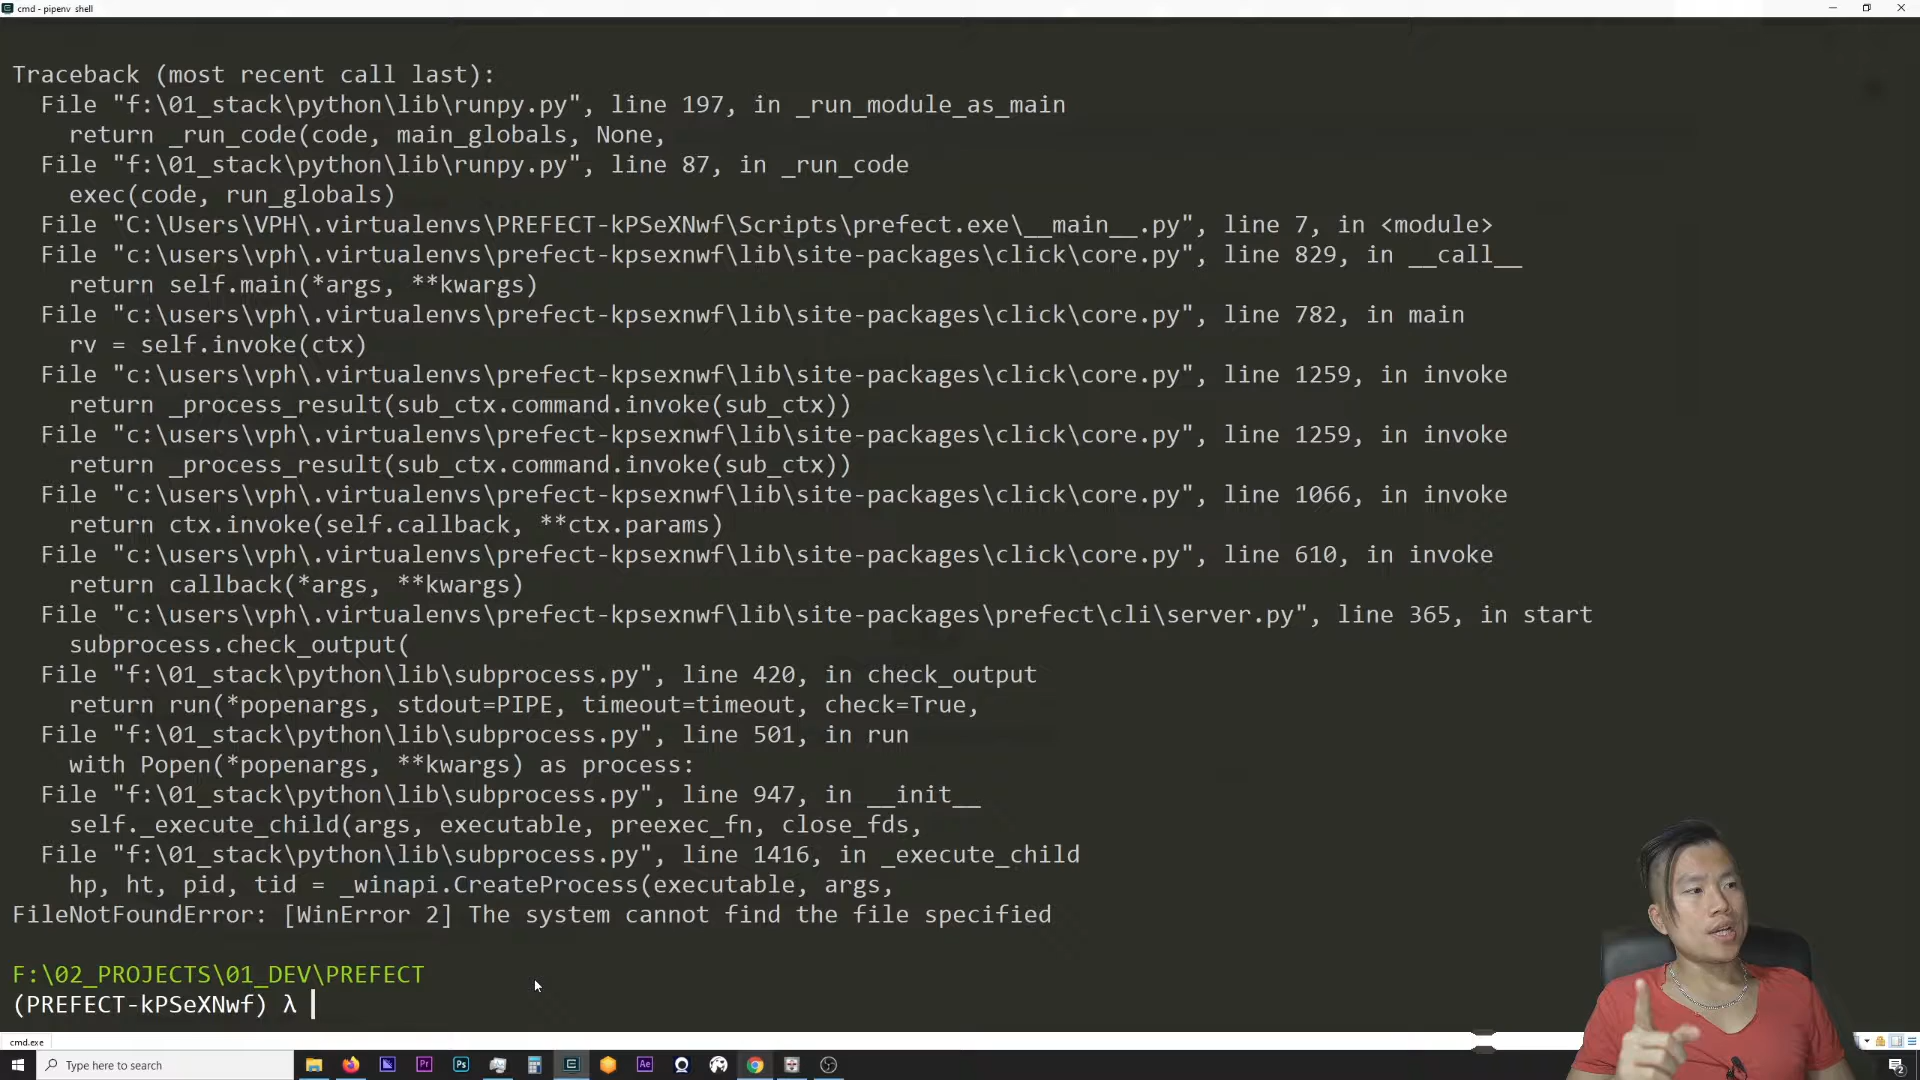 cmd - pipenv shell
Traceback (most recent call last):
File "f:\01_stack\python\lib\runpy.py", line 197, in _run_module_as_main
return _run_code(code, main_globals, None,
File "f:\01_stack\python\lib\runpy.py", line 87, in _run_code
exec(code, run_globals)
File "C:\Users\VPH\.virtualenvs\PREFECT-kPSeXNwf\Scripts\prefect.exe\__main__.py", line 7, in <module>
File "c:\users\vph\.virtualenvs\prefect-kpsexnwf\lib\site-packages\click\core.py", line 829, in __call__
return self.main(*args, **kwargs)
File "c:\users\vph\.virtualenvs\prefect-kpsexnwf\lib\site-packages\click\core.py", line 782, in main
rv = self.invoke(ctx)
File "c:\users\vph\.virtualenvs\prefect-kpsexnwf\lib\site-packages\click\core.py", line 1259, in invoke
return _process_result(sub_ctx.command.invoke(sub_ctx))
File "c:\users\vph\.virtualenvs\prefect-kpsexnwf\lib\site-packages\click\core.py", line 1259, in invoke
return _process_result(sub_ctx.command.invoke(sub_ctx))
File "c:\users\vph\.virtualenvs\prefect-kpsexnwf\lib\site-packages\click\core.py", line 1066, in invoke
return ctx.invoke(self.callback, **ctx.params)
File "c:\users\vph\.virtualenvs\prefect-kpsexnwf\lib\site-packages\click\core.py", line 610, in invoke
return callback(*args, **kwargs)
File "c:\users\vph\.virtualenvs\prefect-kpsexnwf\lib\site-packages\prefect\cli\server.py", line 365, in start
subprocess.check_output(
File "f:\01_stack\python\lib\subprocess.py", line 420, in check_output
return run(*popenargs, stdout=PIPE, timeout=timeout, check=True,
File "f:\01_stack\python\lib\subprocess.py", line 501, in run
with Popen(*popenargs, **kwargs) as process:
File "f:\01_stack\python\lib\subprocess.py", line 947, in __init__
self._execute_child(args, executable, preexec_fn, close_fds,
File "f:\01_stack\python\lib\subprocess.py", line 1416, in _execute_child
hp, ht, pid, tid = _winapi.CreateProcess(executable, args,
FileNotFoundError: [WinError 2] The system cannot find the file specified
F:\02_PROJECTS\01_DEV\PREFECT
(PREFECT-kPSeXNwf) λ
cmd.exe
Type here to search
Pr
Ps
Ae
2